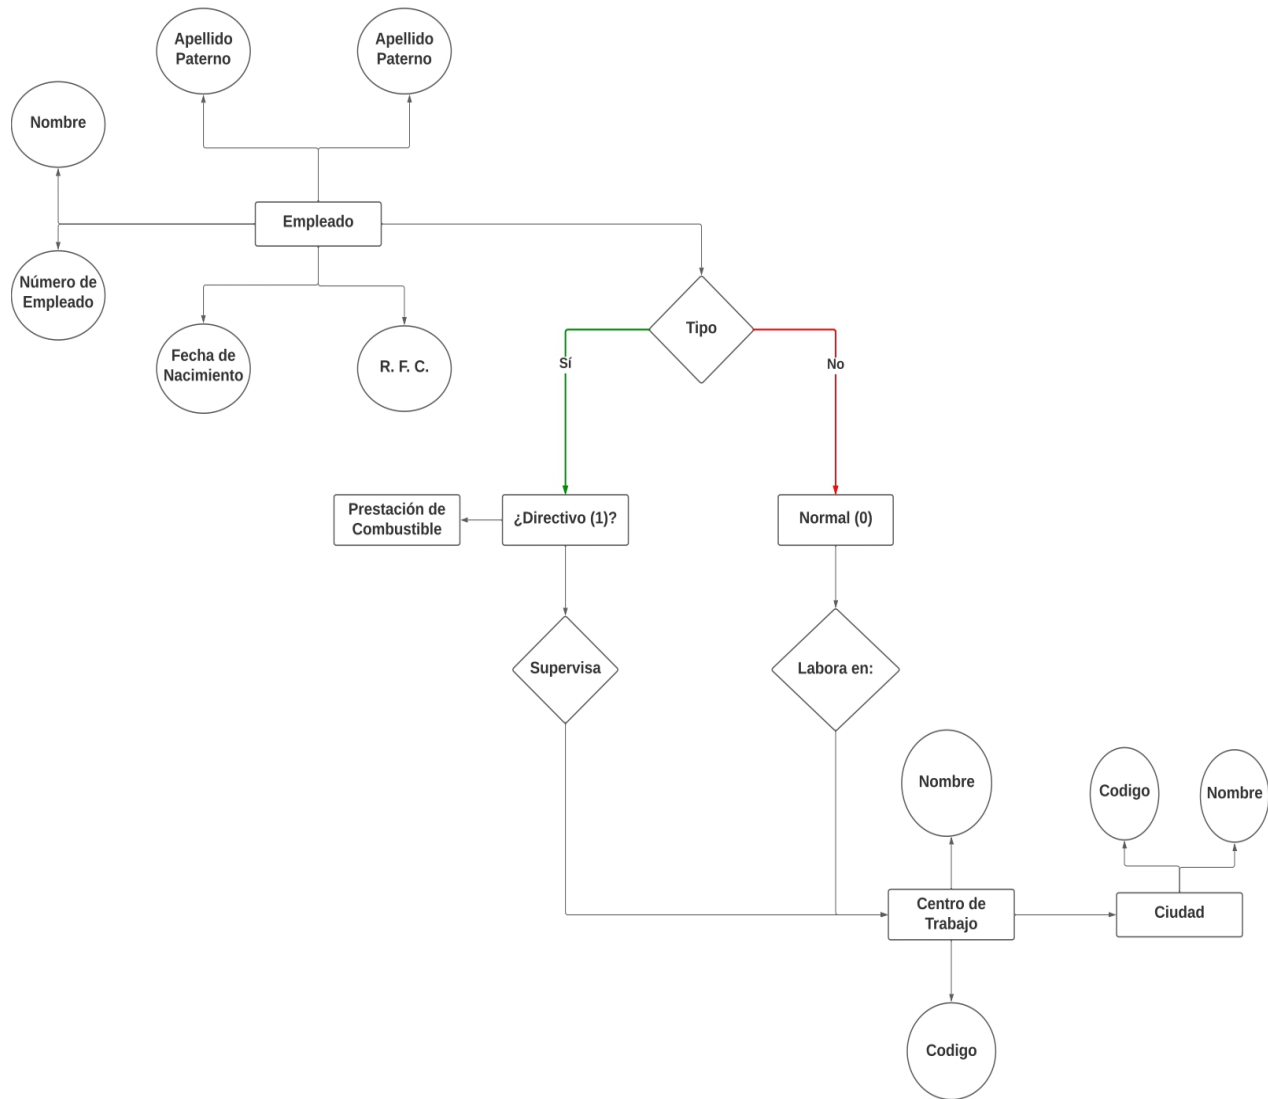 Apellido
Paterno
Apellido
Paterno
Nombre
Empleado
Número de
Empleado
Fecha de
Nacimiento
R. F. C.
Tipo
Sí
No
Prestación de
Combustible
¿Directivo (1)?
Normal (0)
Supervisa
Labora en:
Nombre
Codigo
Nombre
Centro de
Trabajo
Ciudad
Codigo